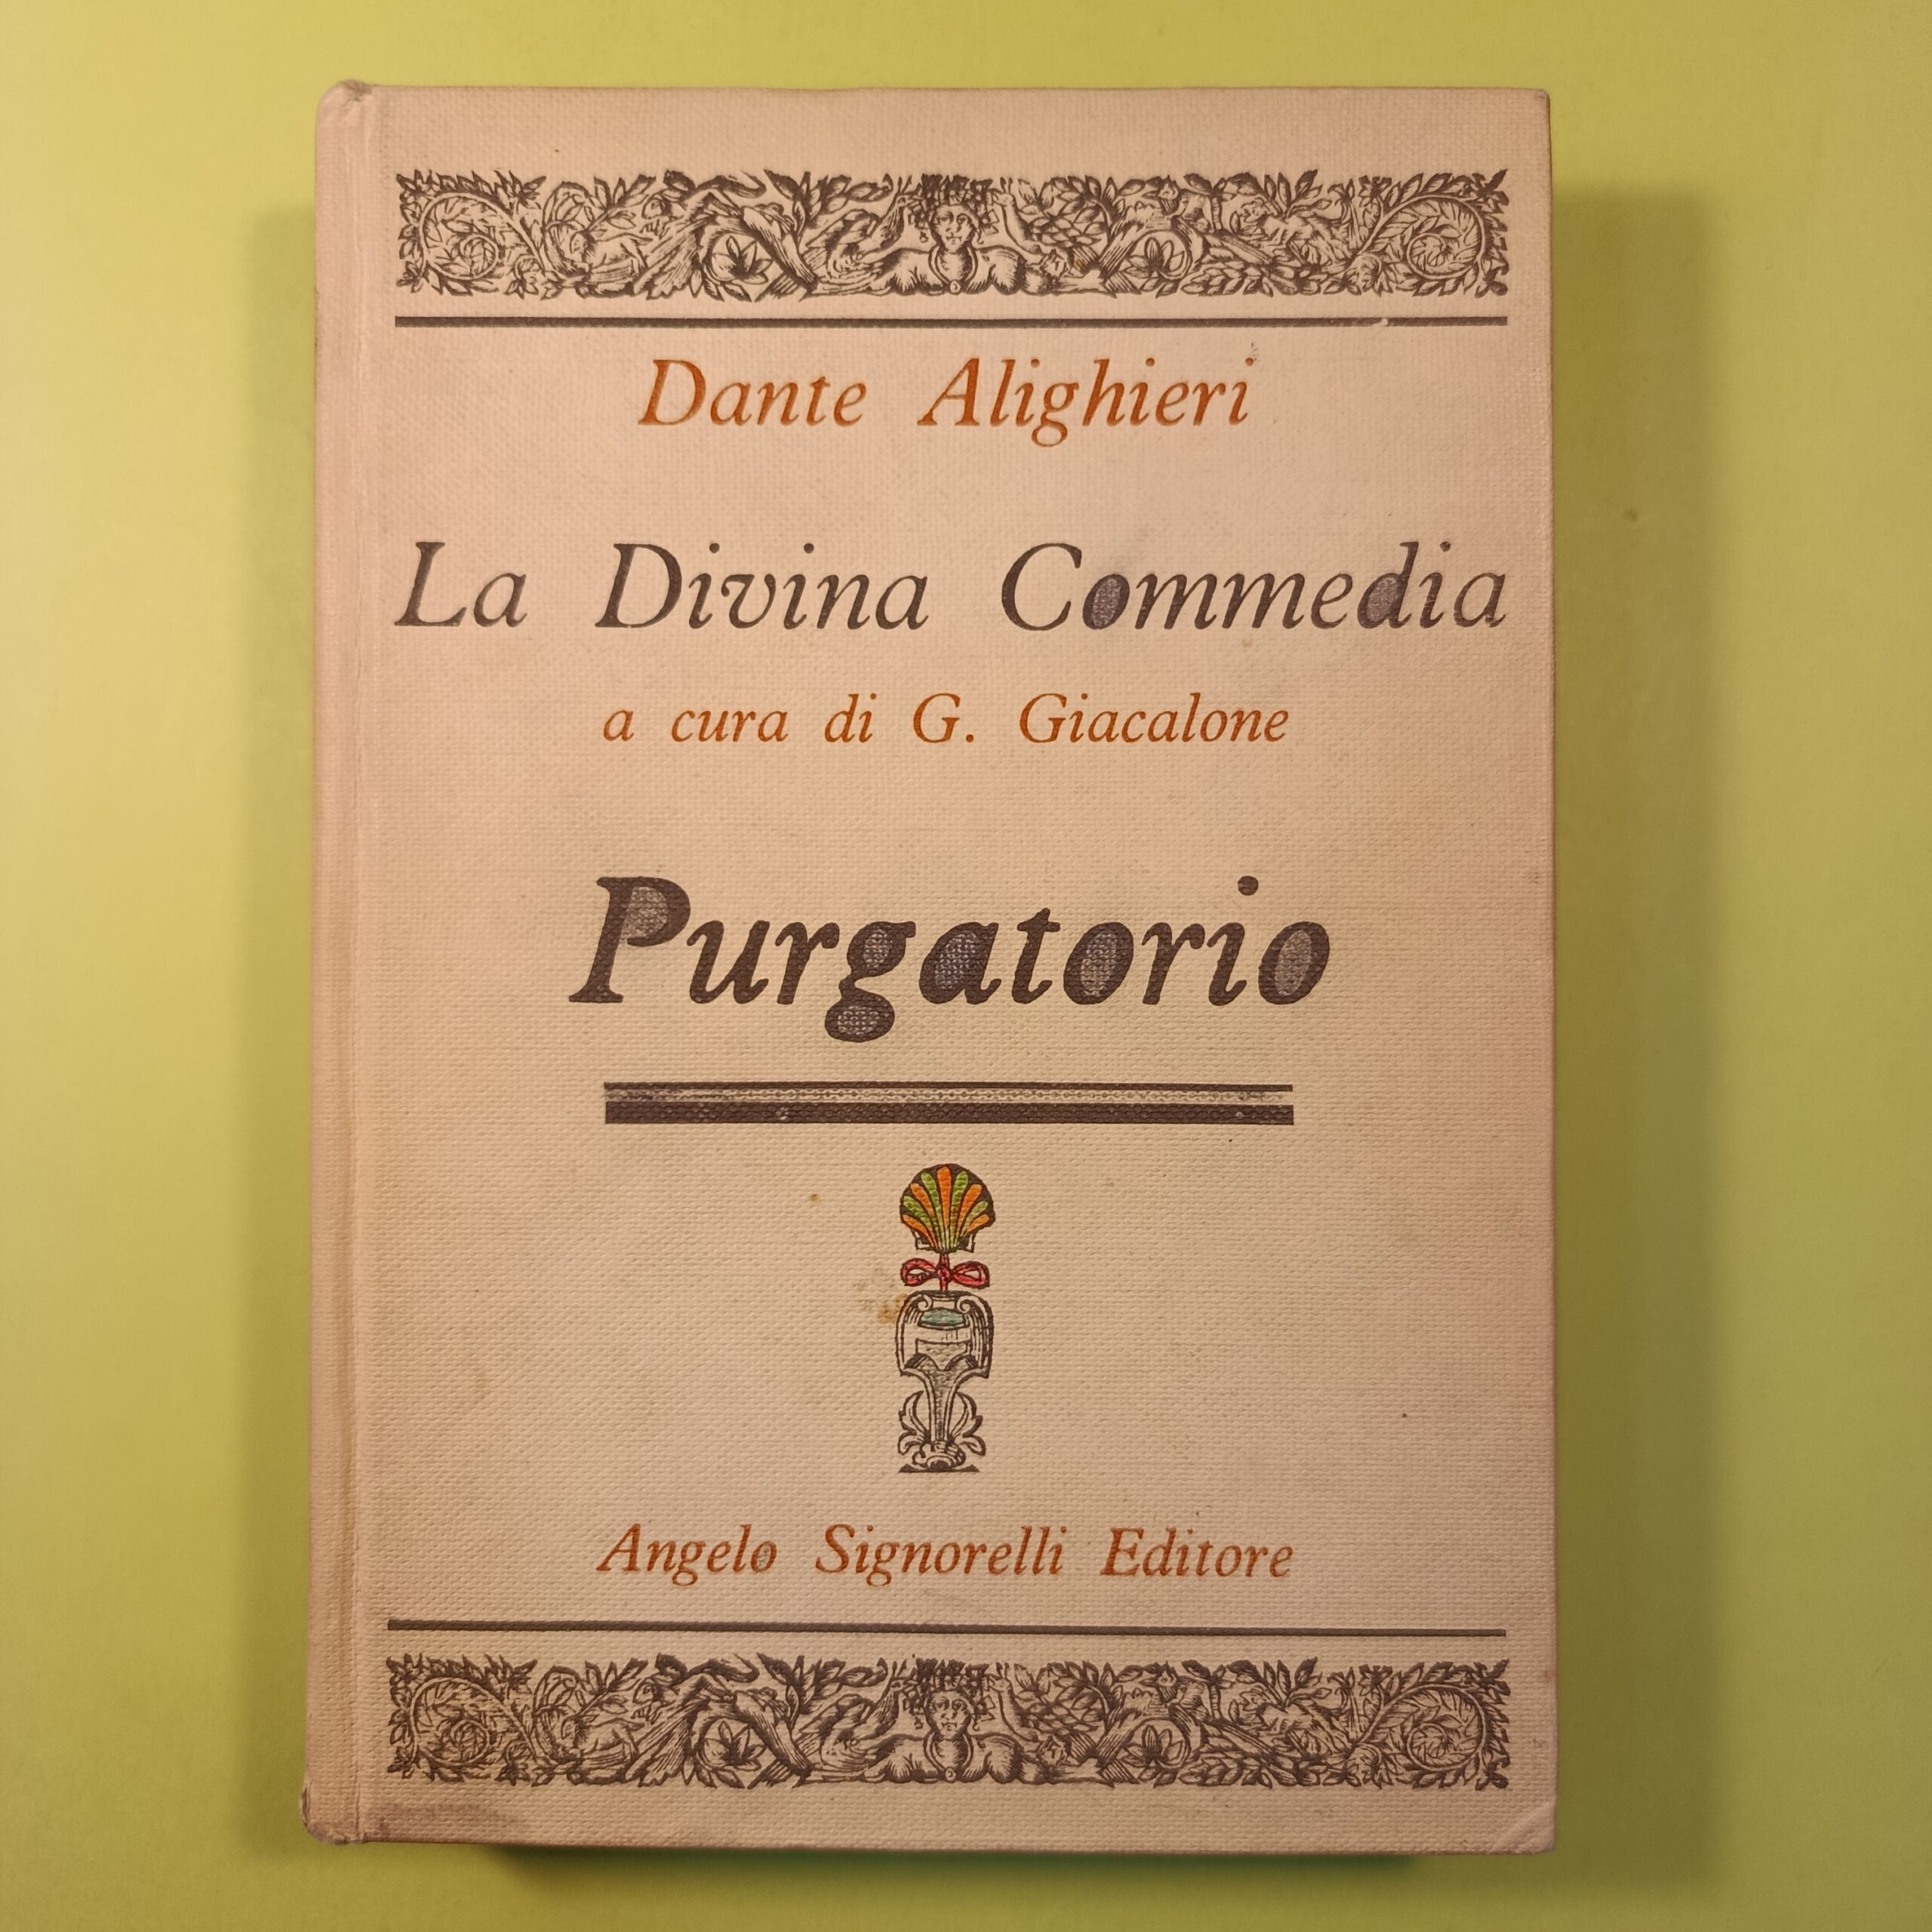 Dante Alighieri
La Divina Commedia
a cura di G. Giacalone
Purgatorio
Angelo Signorelli Editore